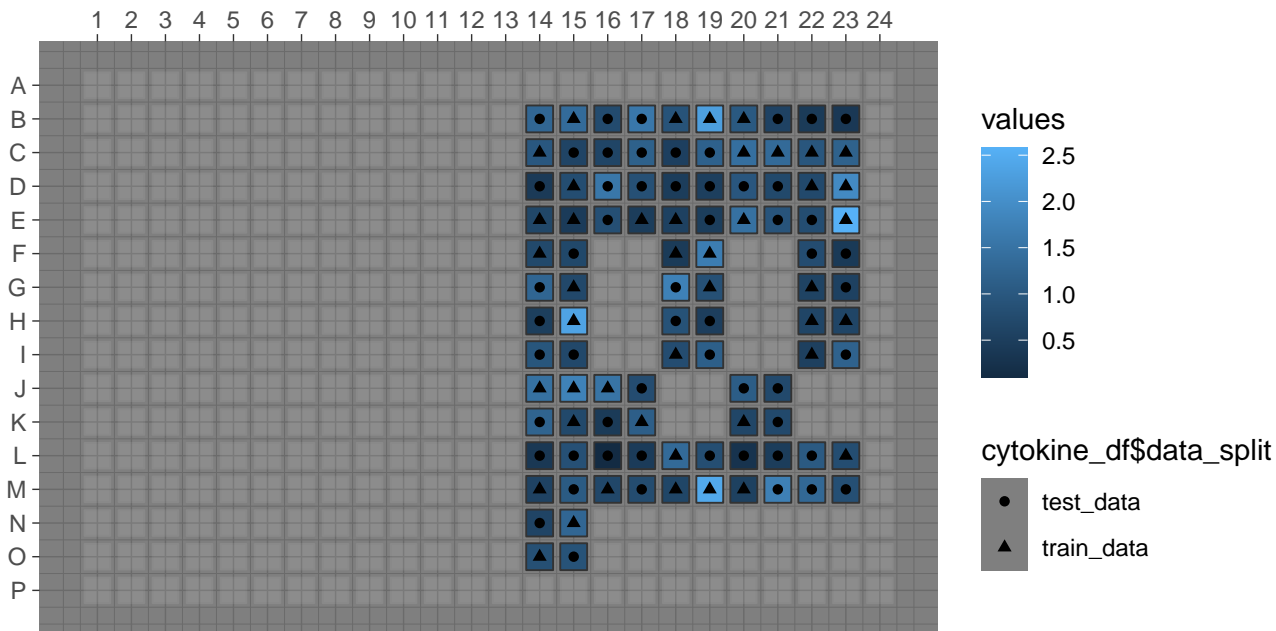 1 2 3 4 5 6 7 8 9 10 11 12 13 14 15 16 17 18 19 20 21 22 23 24
A
B
C
D
E
F
G
H
I
J
K
L
M
N
O
P
values
2.5
2.0
1.5
1.0
0.5
cytokine_df$data_split
test_data
train_data